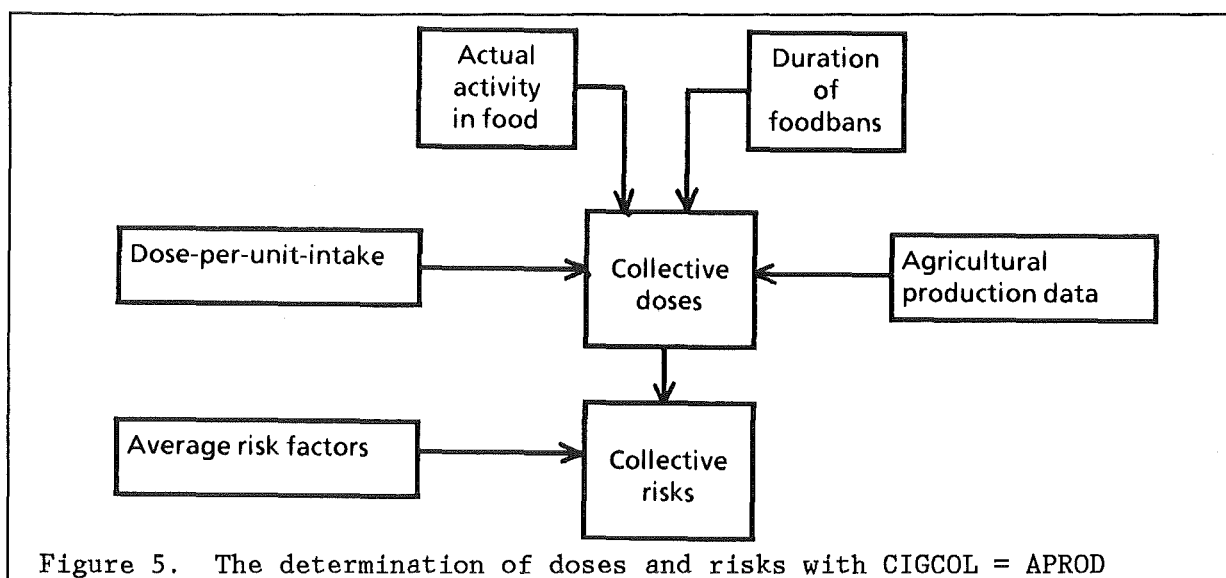 Actual
activity
in food
Duration
of
foodbans
Dose-per-unit-intake
Collective
doses
Agricultural
production data
Average risk factors
Collective
risks
Figure 5. The determination of doses and risks with CIGCOL = APROD